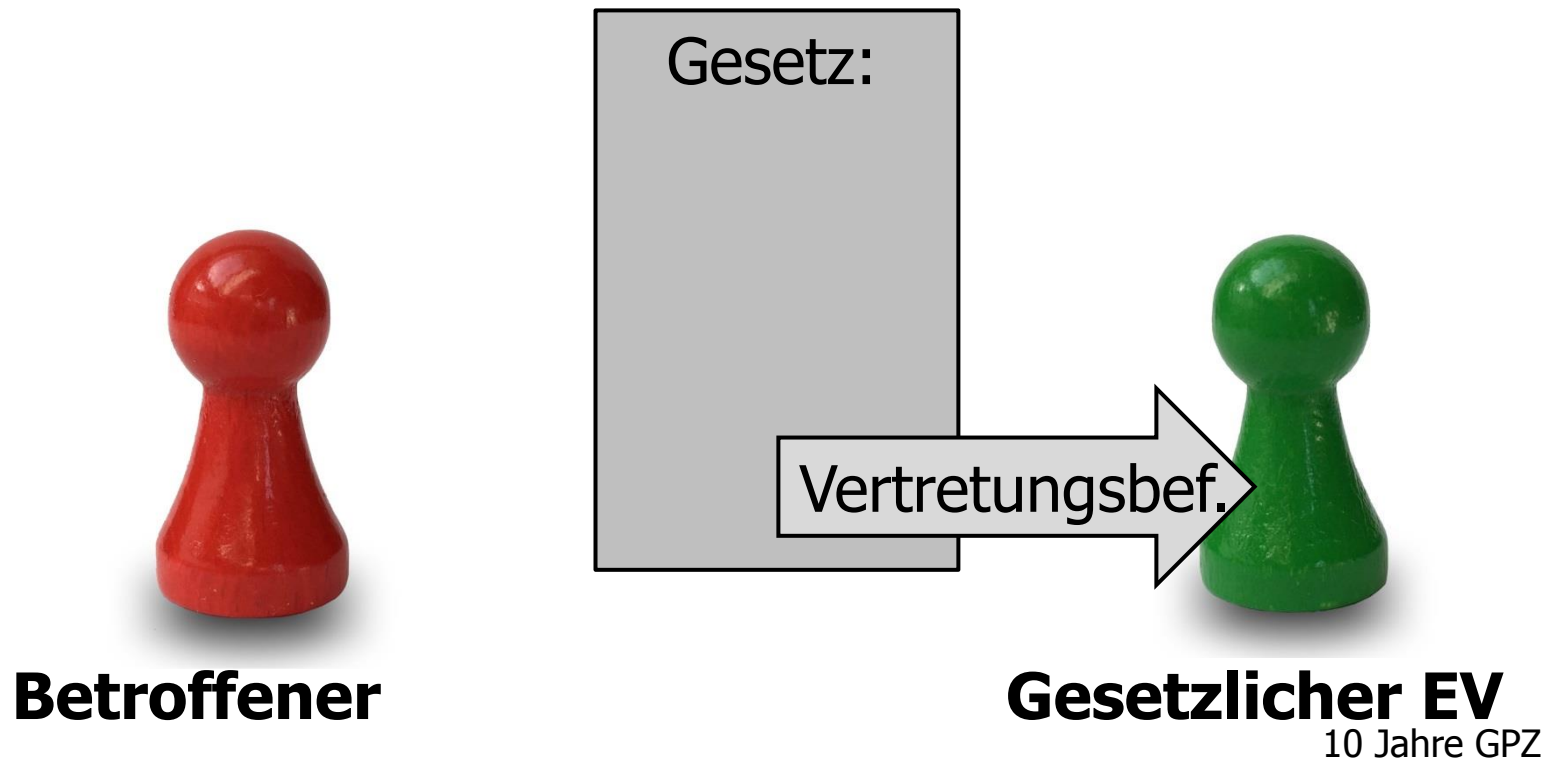 Gesetz:
Vertretungsbef.
Betroffener
Gesetzlicher EV
10 Jahre GPZ